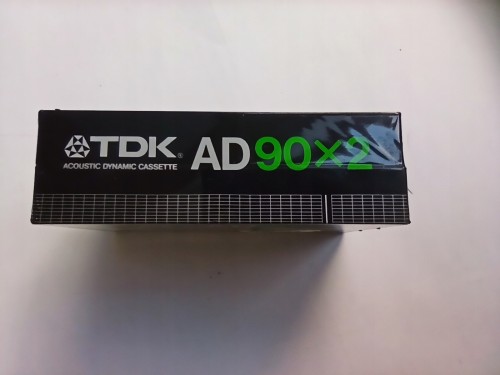 TDK® AD 90×2
ACOUSTIC DYNAMIC CASSETTE